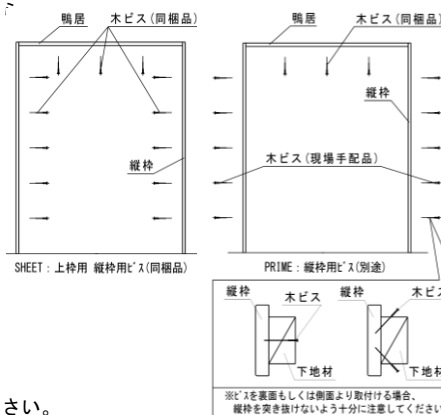 鴨居 木ビス(同梱品)
縦枠
SHEET：上枠用 縦枠用ﾋﾞｽ(同梱品)
鴨居 木ビス(同梱品)
縦枠
木ビス(現場手配品)
PRIME：縦枠用ﾋﾞｽ(別途)
縦枠 木ビス 縦枠 木ビス
下地材 下地材
※ﾋﾞｽを裏面もしくは側面より取付ける場合、
縦枠を突き抜けないよう十分に注意してください
さい。